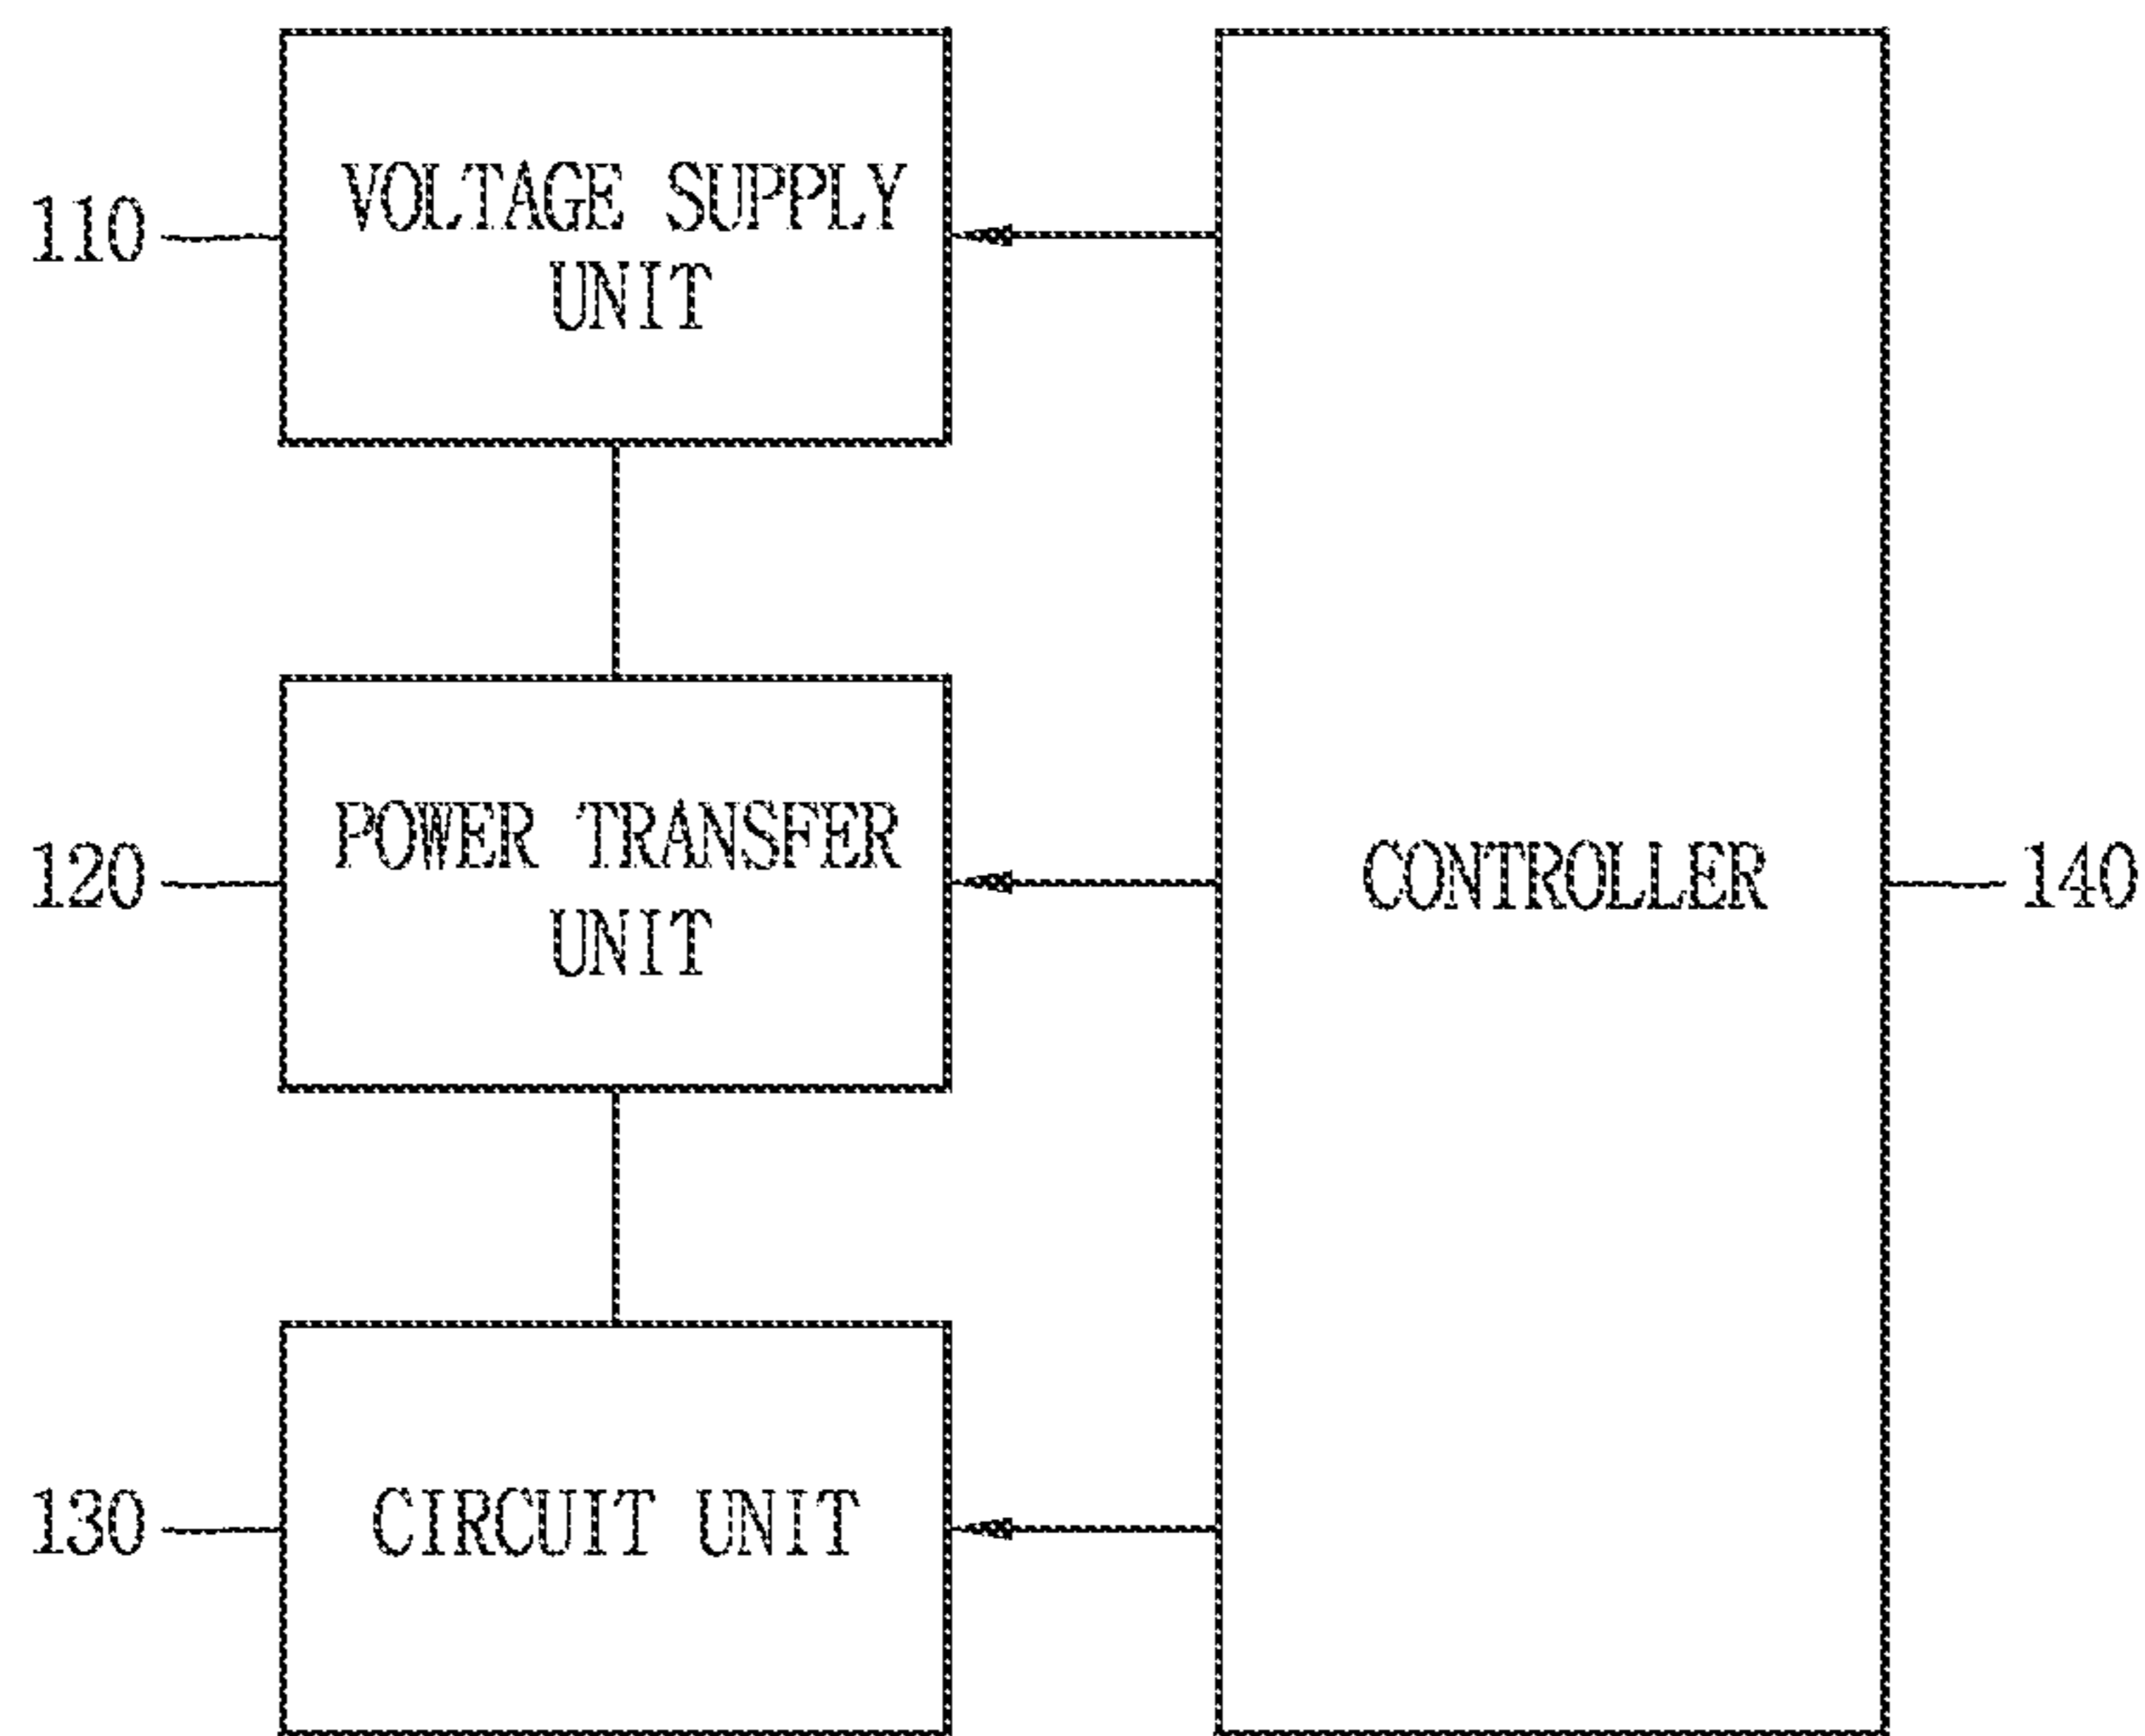 110
VOLTAGE SUPPLY
UNIT
120
POWER TRANSFER
UNIT
CONTROLLER
140
130
CIRCUIT UNIT